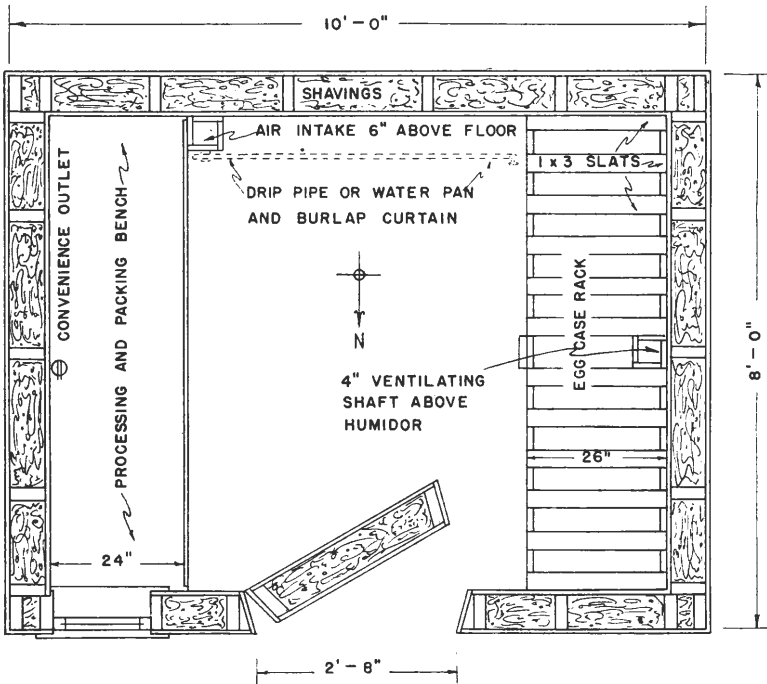 10'-0"
SHAVINGS
AIR INTAKE 6" ABOVE FLOOR
1 x 3 SLATS
DRIP PIPE OR WATER PAN
AND BURLAP CURTAIN
CONVENIENCE OUTLET
PROCESSING AND PACKING BENCH
N
EGG CASE RACK
4" VENTILATING
SHAFT ABOVE
HUMIDOR
8'-0"
26"
24"
2'-8"